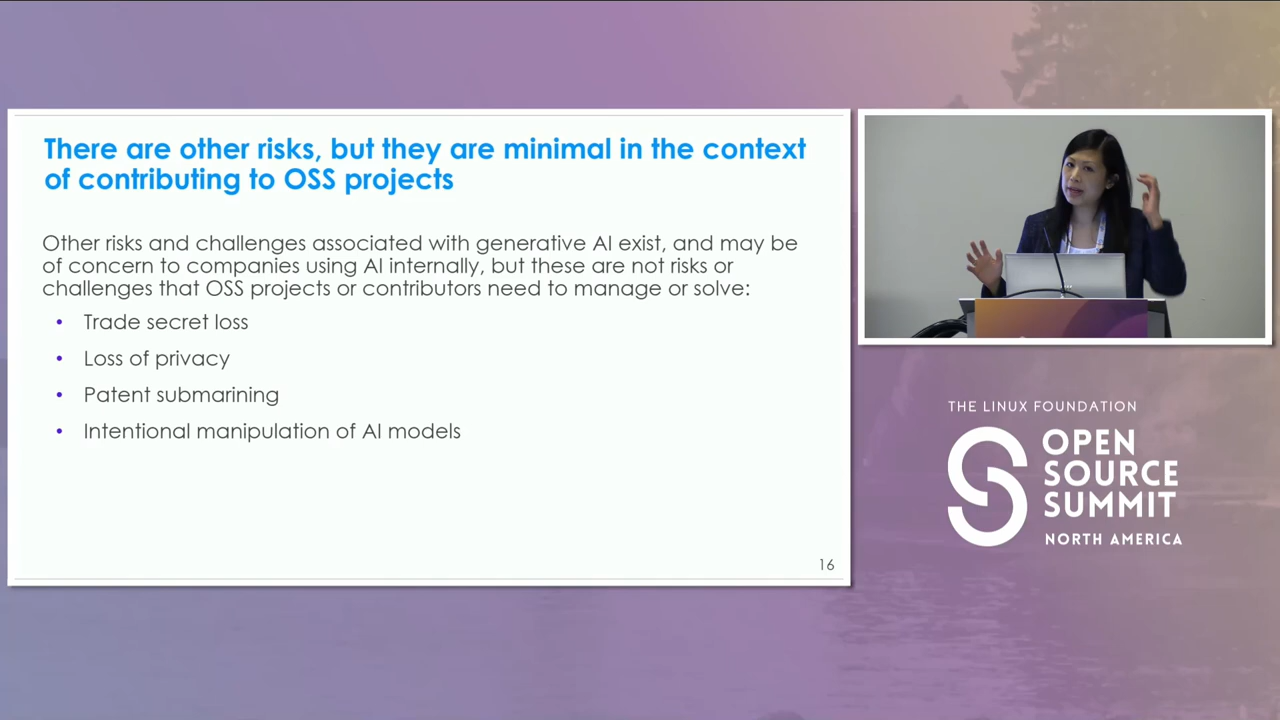 There are other risks, but they are minimal in the context
of contributing to OSS projects
Other risks and challenges associated with generative AI exist, and may be
of concern to companies using AI internally, but these are not risks or
challenges that OSS projects or contributors need to manage or solve:
• Trade secret loss
• Loss of privacy
• Patent submarining
• Intentional manipulation of AI models
16
THE LINUX FOUNDATION
OPEN
SOURCE
SUMMIT
NORTH AMERICA